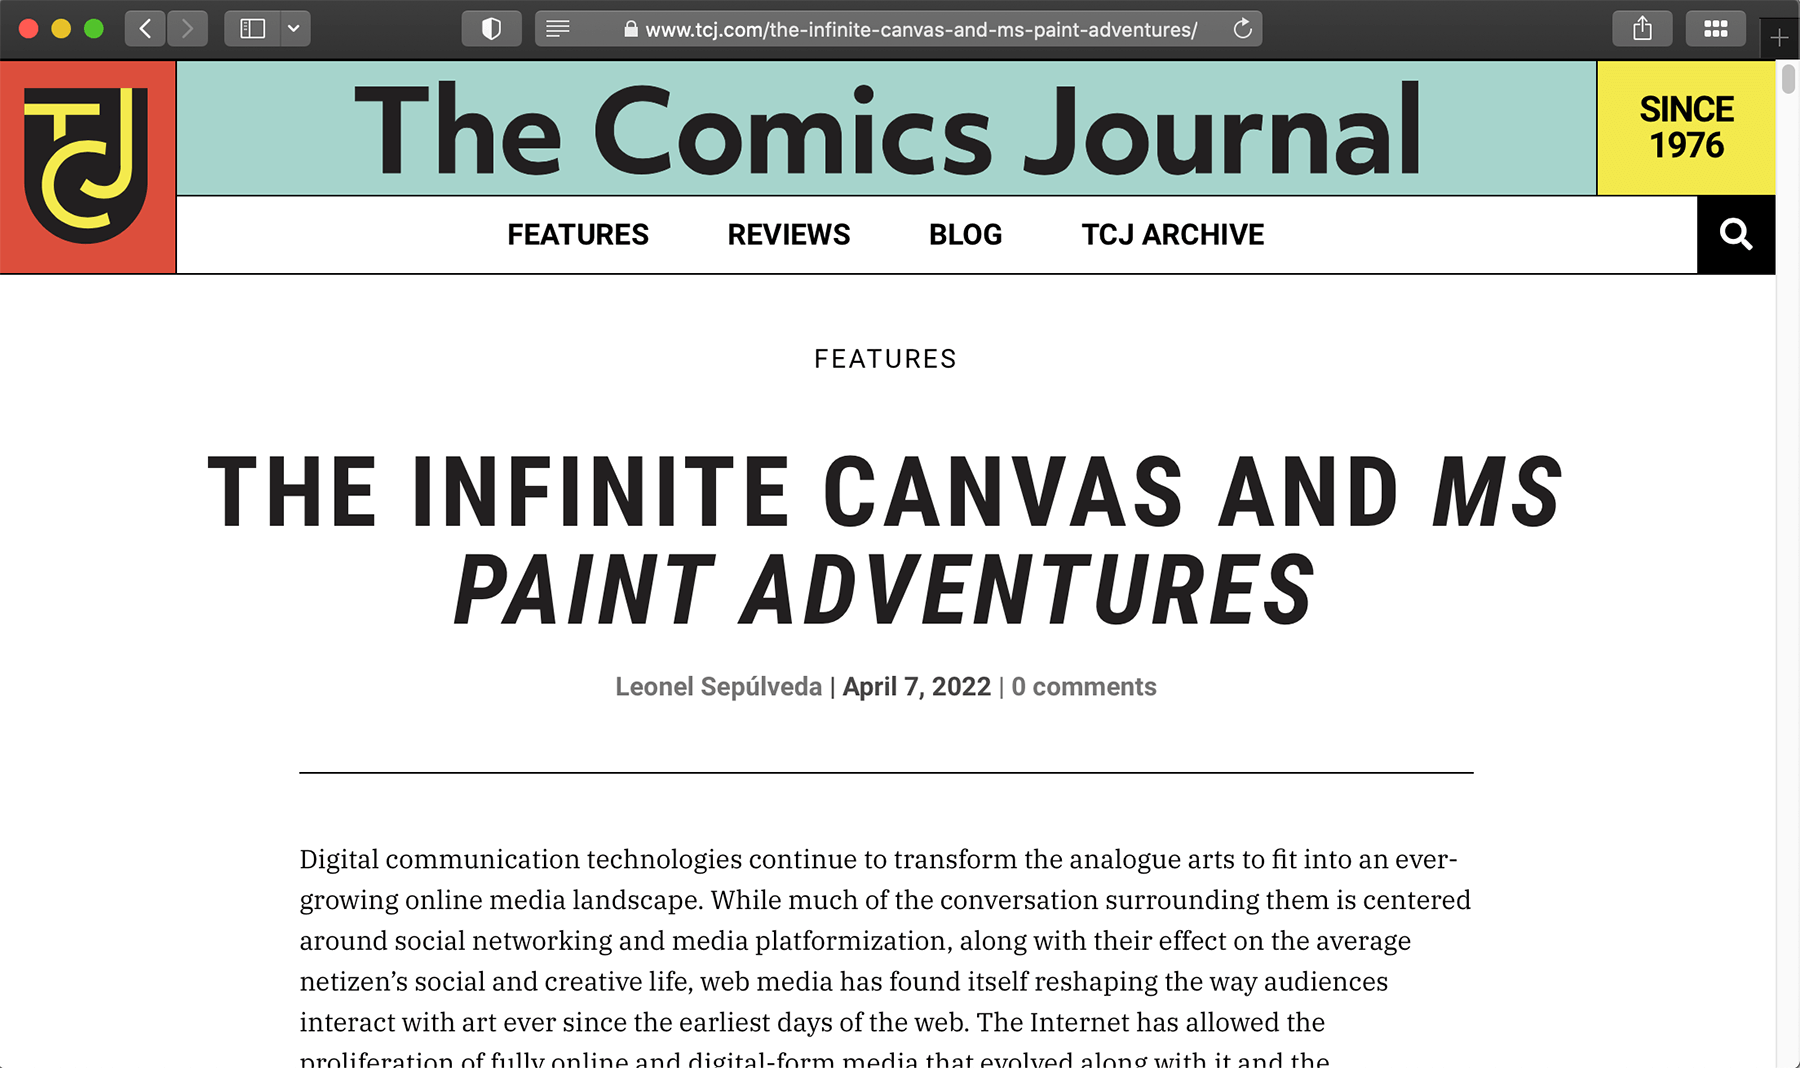 www.tcj.com/the-infinite-canvas-and-ms-paint-adventures/
TCJ
The Comics Journal
SINCE
1976
FEATURES REVIEWS BLOG TCJ ARCHIVE
FEATURES
THE INFINITE CANVAS AND MS
PAINT ADVENTURES
Leonel Sepúlveda | April 7, 2022 | 0 comments
Digital communication technologies continue to transform the analogue arts to fit into an ever-
growing online media landscape. While much of the conversation surrounding them is centered
around social networking and media platformization, along with their effect on the average
netizen’s social and creative life, web media has found itself reshaping the way audiences
interact with art ever since the earliest days of the web. The Internet has allowed the
proliferation of fully online and digital-form media that evolved along with it and the